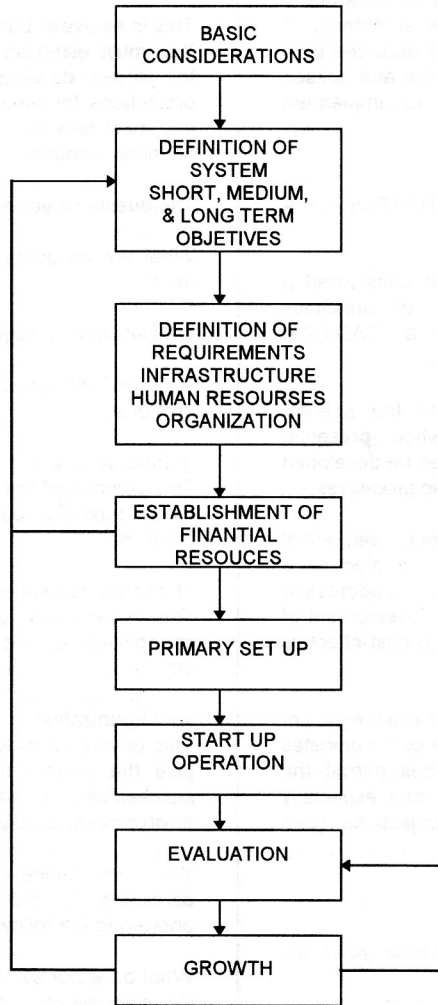 BASIC
CONSIDERATIONS
DEFINITION OF
SYSTEM
SHORT, MEDIUM,
& LONG TERM
OBJETIVES
DEFINITION OF
REQUIREMENTS
INFRASTRUCTURE
HUMAN RESOURSES
ORGANIZATION
ESTABLISHMENT OF
FINANTIAL
RESOUCES
PRIMARY SET UP
START UP
OPERATION
EVALUATION
GROWTH